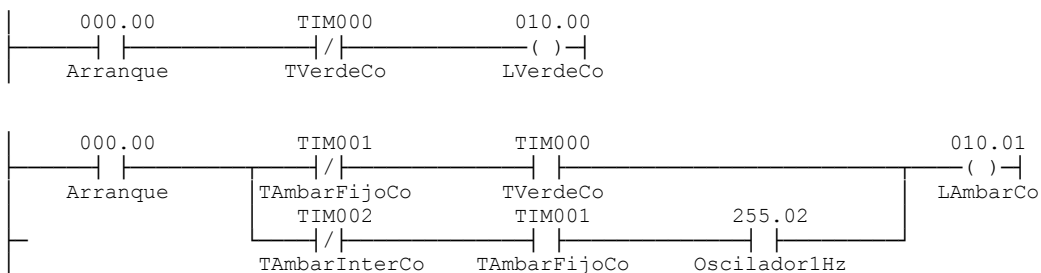 000.00 TIM000 010.00
Arranque TVerdeCo LVerdeCo
000.00 TIM001 TIM000 010.01
Arranque TAmbarFijoCo TVerdeCo LAmbarCo
TIM002 TIM001 255.02
TAmbarInterCo TAmbarFijoCo Oscilador1Hz